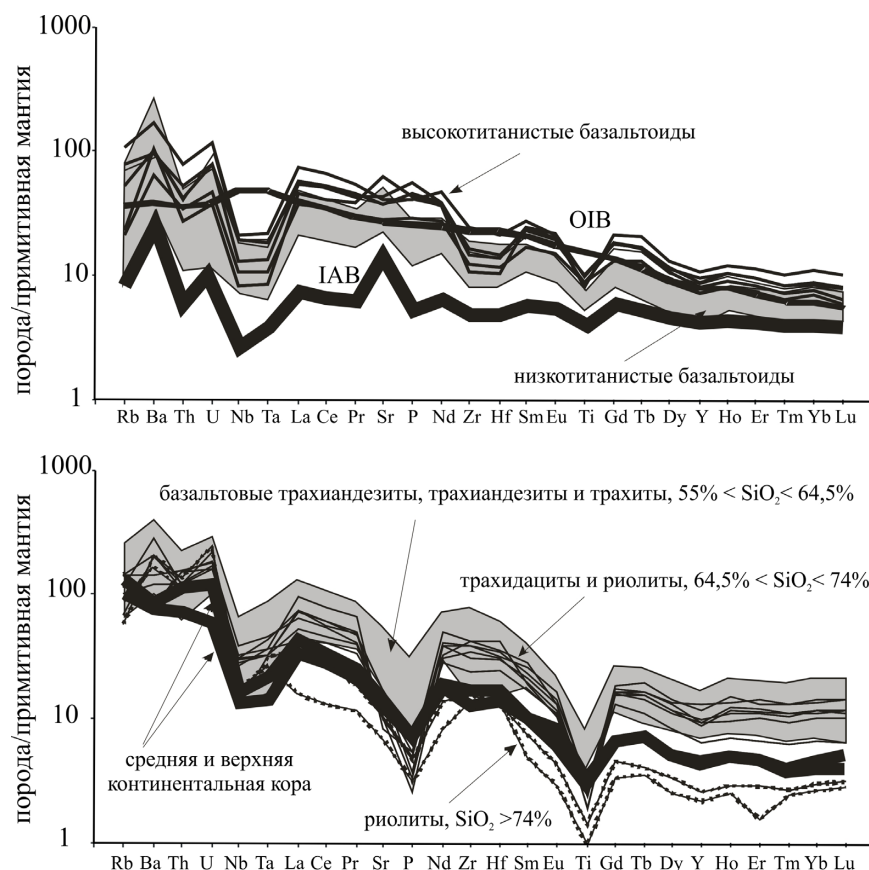 1000
100
10
1
порода/примитивная мантия
высокотитанистые базальтоиды
OIB
IAB
низкотитанистые базальтоиды
Rb Ba Th U Nb Ta La Ce Pr Sr P Nd Zr Hf Sm Eu Ti Gd Tb Dy Y Ho Er Tm Yb Lu
1000
100
10
1
порода/примитивная мантия
базальтовые трахиандезиты, трахиандезиты и трахиты, 55% < SiO₂< 64,5%
трахидациты и риолиты, 64,5% < SiO₂< 74%
средняя и верхняя
континентальная кора
риолиты, SiO₂ >74%
Rb Ba Th U Nb Ta La Ce Pr Sr P Nd Zr Hf Sm Eu Ti Gd Tb Dy Y Ho Er Tm Yb Lu